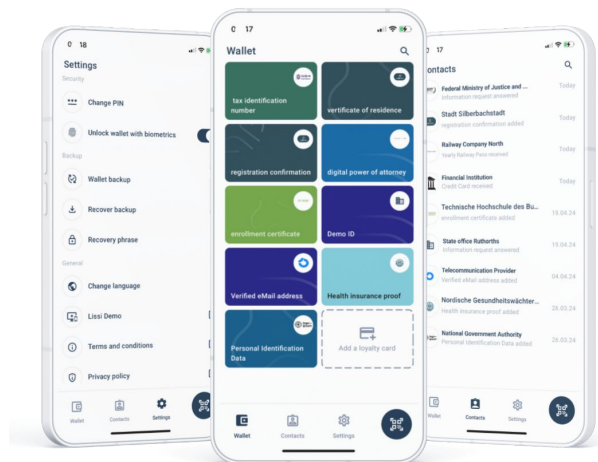 18
Settings
Security
Change PIN
Unlock wallet with biometrics
Backup
Wallet backup
Recover backup
Recovery phrase
General
Change language
Lissi Demo
Terms and conditions
Privacy policy
Wallet
Contacts
Settings
17
Wallet
tax identification
number
vertificate of residence
registration confirmation
digital power of attorney
enrollment certificate
Demo ID
Verified eMail address
Health insurance proof
Personal Identification
Data
Add a loyalty card
Wallet
Contacts
Settings
17
ontacts
Federal Ministry of Justice and ...
Today
Information request answered
Stadt Silberbachstadt
Today
registration confirmation added
Railway Company North
Today
Yearly Railway Pass received
Financial Institution
Today
Credit Card received
Technische Hochschule des Bu...
19.04.24
enrollment certificate added
State office Ruthorths
19.04.24
Information request answered
Telecommunication Provider
04.04.24
Verified eMail address added
Nordische Gesundheitswächter...
26.03.24
Health insurance proof added
National Government Authority
26.03.24
Personal Identification Data added
Wallet
Contacts
Settings